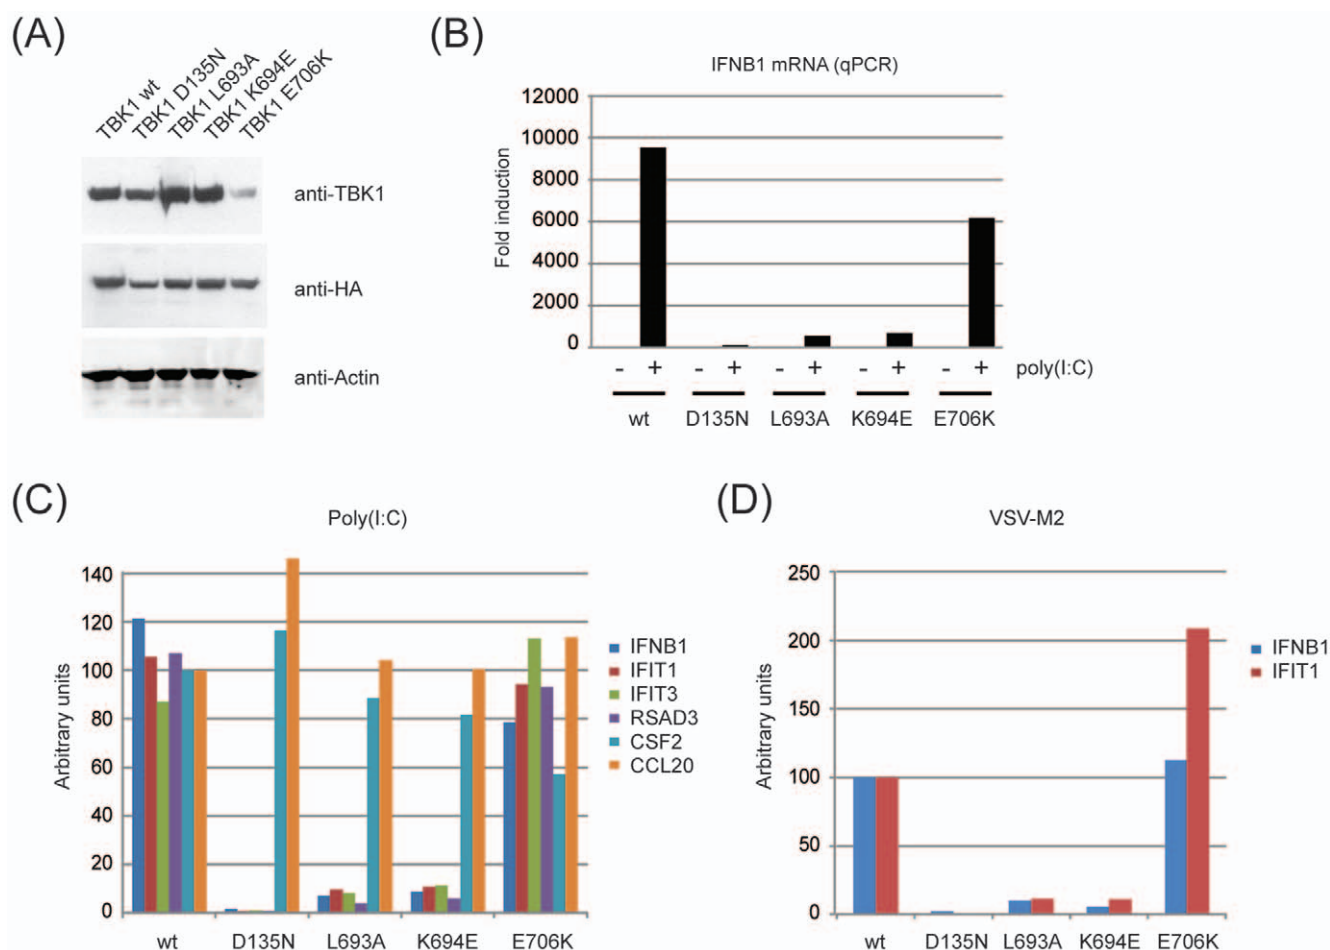 (A)
TBK1 wt
TBK1 D135N
TBK1 L693A
TBK1 K694E
TBK1 E706K
anti-TBK1
anti-HA
anti-Actin
(B)
IFNB1 mRNA (qPCR)
Fold induction
12000
10000
8000
6000
4000
2000
0
- + - + - + - + - + poly(I:C)
wt D135N L693A K694E E706K
(C)
Poly(I:C)
Arbitrary units
140
120
100
80
60
40
20
0
wt D135N L693A K694E E706K
IFNB1
IFIT1
IFIT3
RSAD3
CSF2
CCL20
(D)
VSV-M2
Arbitrary units
250
200
150
100
50
0
wt D135N L693A K694E E706K
IFNB1
IFIT1